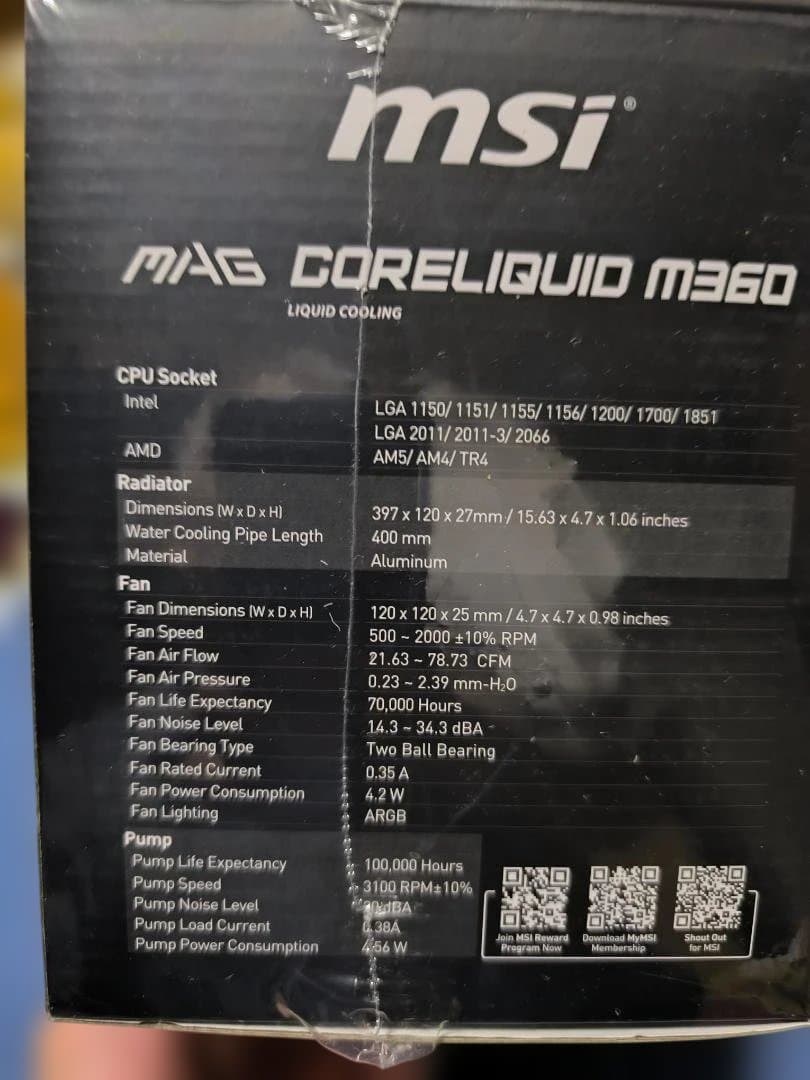 msi®
MAG CORELIQUID M360
LIQUID COOLING
CPU Socket
Intel LGA 1150/ 1151/ 1155/ 1156/ 1200/ 1700/ 1851
LGA 2011/ 2011-3/ 2066
AMD AM5/ AM4/ TR4
Radiator
Dimensions (W x D x H) 397 x 120 x 27mm / 15.63 x 4.7 x 1.06 inches
Water Cooling Pipe Length 400 mm
Material Aluminum
Fan
Fan Dimensions (W x D x H) 120 x 120 x 25 mm / 4.7 x 4.7 x 0.98 inches
Fan Speed 500 ~ 2000 ±10% RPM
Fan Air Flow 21.63 ~ 78.73 CFM
Fan Air Pressure 0.23 ~ 2.39 mm-H₂O
Fan Life Expectancy 70,000 Hours
Fan Noise Level 14.3 ~ 34.3 dBA
Fan Bearing Type Two Ball Bearing
Fan Rated Current 0.35 A
Fan Power Consumption 4.2 W
Fan Lighting ARGB
Pump
Pump Life Expectancy 100,000 Hours
Pump Speed 3100 RPM±10%
Pump Noise Level dBA
Pump Load Current 0.38A
Pump Power Consumption 4.56 W
Join MSI Reward Program Now
Download MyMSI Membership
Shout Out for MSI